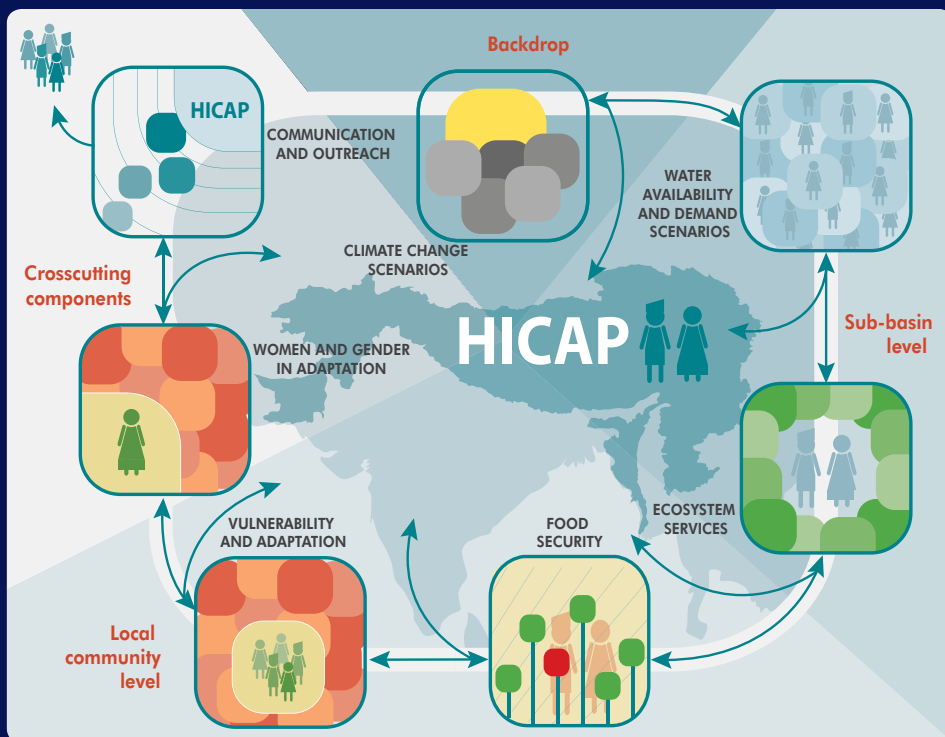 Backdrop
HICAP
COMMUNICATION
AND OUTREACH
WATER
AVAILABILITY
AND DEMAND
SCENARIOS
CLIMATE CHANGE
SCENARIOS
Crosscutting
components
HICAP
Sub-basin
level
WOMEN AND GENDER
IN ADAPTATION
VULNERABILITY
AND ADAPTATION
FOOD
SECURITY
ECOSYSTEM
SERVICES
Local
community
level